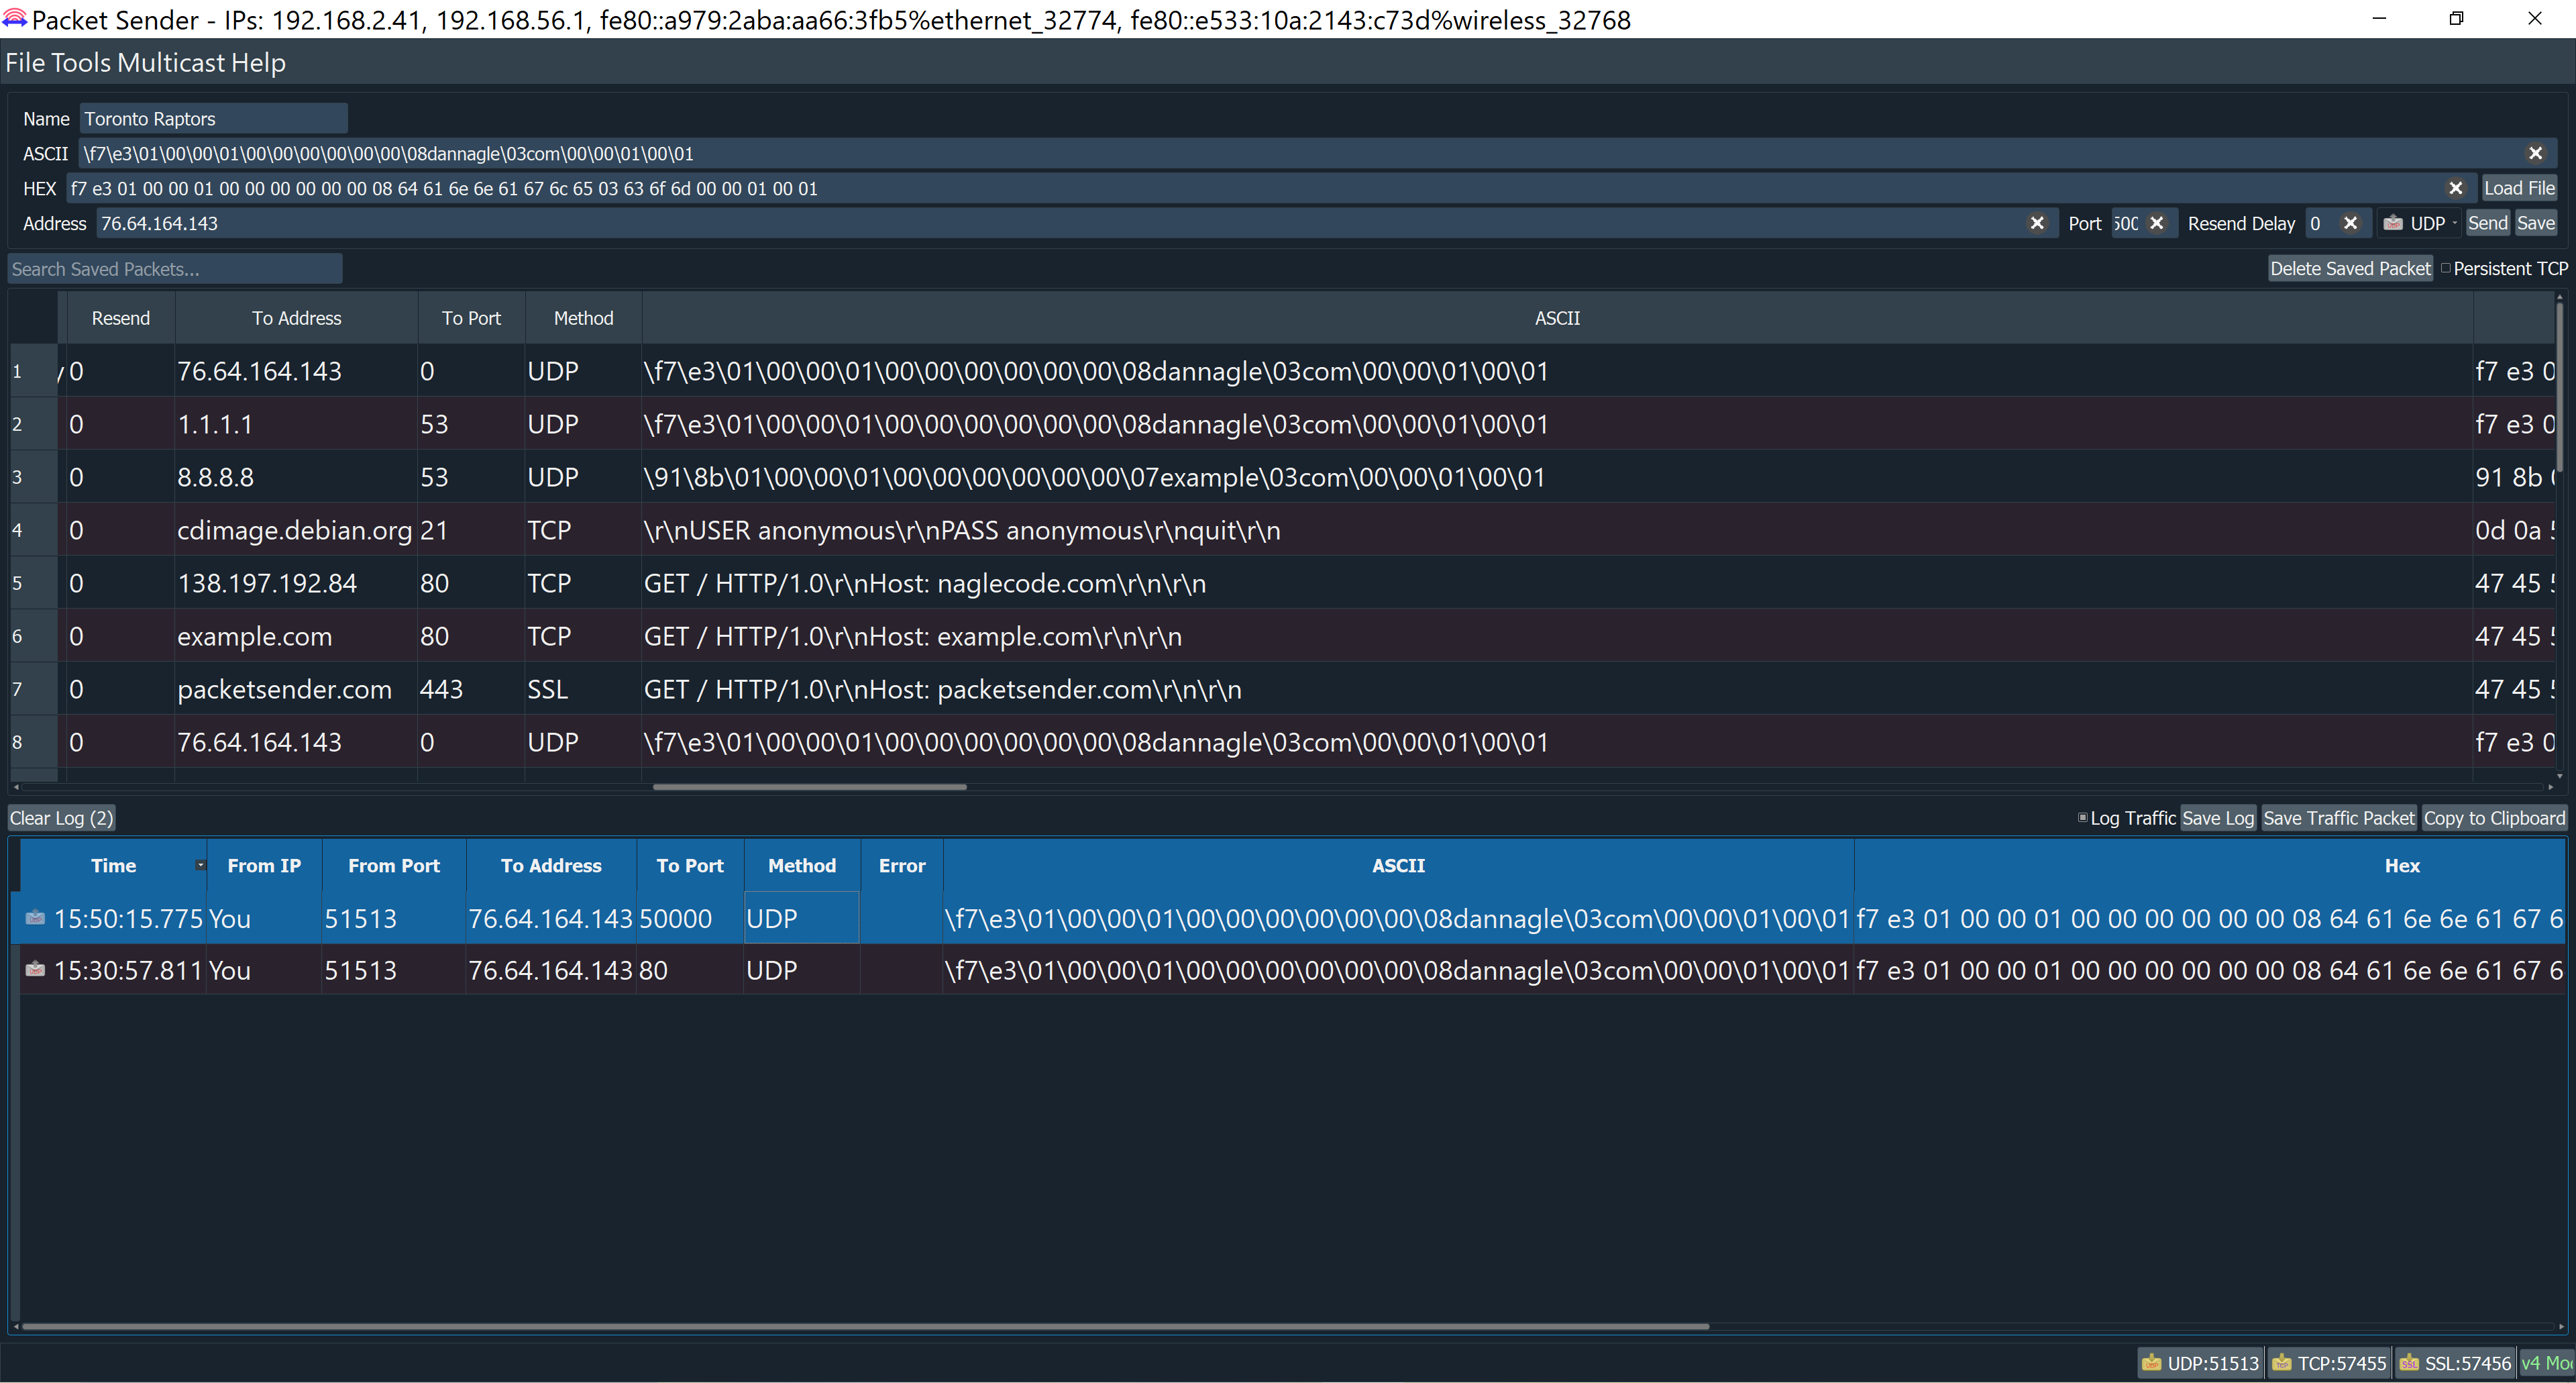 Packet Sender - IPs: 192.168.2.41, 192.168.56.1, fe80::a979:2aba:aa66:3fb5%ethernet_32774, fe80::e533:10a:2143:c73d%wireless_32768
File Tools Multicast Help
Name Toronto Raptors
ASCII \f7\e3\01\00\00\01\00\00\00\00\00\00\08dannagle\03com\00\00\01\00\01
HEX f7 e3 01 00 00 01 00 00 00 00 00 00 08 64 61 6e 6e 61 67 6c 65 03 63 6f 6d 00 00 01 00 01 Load File
Address 76.64.164.143 Port 500 Resend Delay 0 UDP Send Save
Search Saved Packets... Delete Saved Packet Persistent TCP
Resend To Address To Port Method ASCII
1 0 76.64.164.143 0 UDP \f7\e3\01\00\00\01\00\00\00\00\00\00\08dannagle\03com\00\00\01\00\01 f7 e3 0
2 0 1.1.1.1 53 UDP \f7\e3\01\00\00\01\00\00\00\00\00\00\08dannagle\03com\00\00\01\00\01 f7 e3 0
3 0 8.8.8.8 53 UDP \91\8b\01\00\00\01\00\00\00\00\00\00\07example\03com\00\00\01\00\01 91 8b
4 0 cdimage.debian.org 21 TCP \r\nUSER anonymous\r\nPASS anonymous\r\nquit\r\n 0d 0a
5 0 138.197.192.84 80 TCP GET / HTTP/1.0\r\nHost: naglecode.com\r\n\r\n 47 45
6 0 example.com 80 TCP GET / HTTP/1.0\r\nHost: example.com\r\n\r\n 47 45
7 0 packetsender.com 443 SSL GET / HTTP/1.0\r\nHost: packetsender.com\r\n\r\n 47 45
8 0 76.64.164.143 0 UDP \f7\e3\01\00\00\01\00\00\00\00\00\00\08dannagle\03com\00\00\01\00\01 f7 e3 0
Clear Log (2) Log Traffic Save Log Save Traffic Packet Copy to Clipboard
Time From IP From Port To Address To Port Method Error ASCII Hex
15:50:15.775 You 51513 76.64.164.143 50000 UDP \f7\e3\01\00\00\01\00\00\00\00\00\00\08dannagle\03com\00\00\01\00\01 f7 e3 01 00 00 01 00 00 00 00 00 00 08 64 61 6e 6e 61 67 6
15:30:57.811 You 51513 76.64.164.143 80 UDP \f7\e3\01\00\00\01\00\00\00\00\00\00\08dannagle\03com\00\00\01\00\01 f7 e3 01 00 00 01 00 00 00 00 00 00 08 64 61 6e 6e 61 67 6
UDP:51513 TCP:57455 SSL:57456 v4 Mo